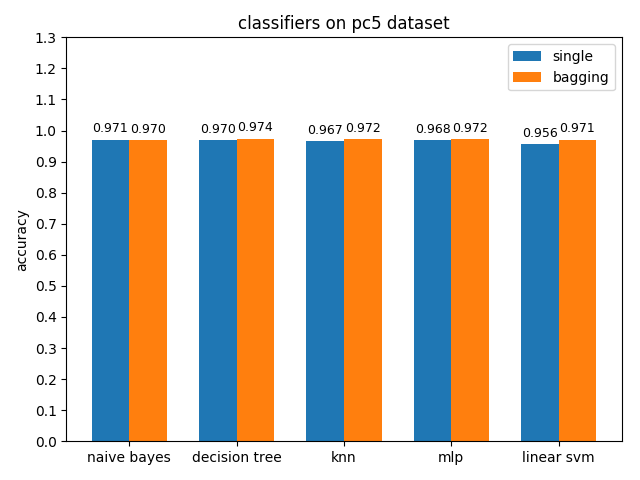 classifiers on pc5 dataset
single
bagging
accuracy
1.3
1.2
1.1
1.0
0.9
0.8
0.7
0.6
0.5
0.4
0.3
0.2
0.1
0.0
0.971 0.970 0.970 0.974 0.967 0.972 0.968 0.972 0.956 0.971
naive bayes decision tree knn mlp linear svm